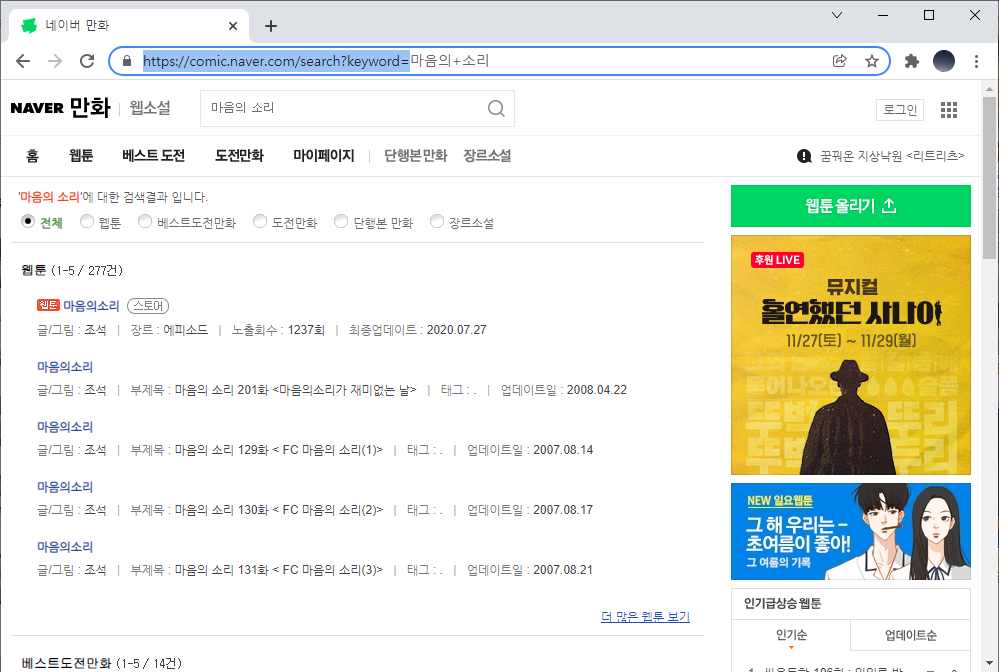 네이버 만화
https://comic.naver.com/search?keyword=마음의+소리
NAVER 만화 웹소설
마음의 소리
로그인
홈 웹툰 베스트 도전 도전만화 마이페이지 단행본만화 장르소설
꿈꿔온 지상낙원 <리트리츠>
'마음의 소리'에 대한 검색결과 입니다.
전체 웹툰 베스트도전만화 도전만화 단행본 만화 장르소설
웹툰 (1-5 / 277건)
웹툰 마음의소리 스토어
글/그림 : 조석 | 장르 : 에피소드 | 노출회수 : 1237회 | 최종업데이트 : 2020.07.27
마음의소리
글/그림 : 조석 | 부제목 : 마음의 소리 201화 <마음의소리가 재미없는 날> | 태그 : . | 업데이트일 : 2008.04.22
마음의소리
글/그림 : 조석 | 부제목 : 마음의 소리 129화 < FC 마음의 소리(1)> | 태그 : . | 업데이트일 : 2007.08.14
마음의소리
글/그림 : 조석 | 부제목 : 마음의 소리 130화 < FC 마음의 소리(2)> | 태그 : . | 업데이트일 : 2007.08.17
마음의소리
글/그림 : 조석 | 부제목 : 마음의 소리 131화 < FC 마음의 소리(3)> | 태그 : . | 업데이트일 : 2007.08.21
더 많은 웹툰 보기
베스트도전만화 (1-5 / 14건)
웹툰 올리기
후원 LIVE
뮤지컬
홀연했던 사나이
11/27(토) ~ 11/29(월)
NEW 일요웹툰
그 해 우리는 –
초여름이 좋아!
그 여름의 기록
인기급상승 웹툰
인기순 업데이트순